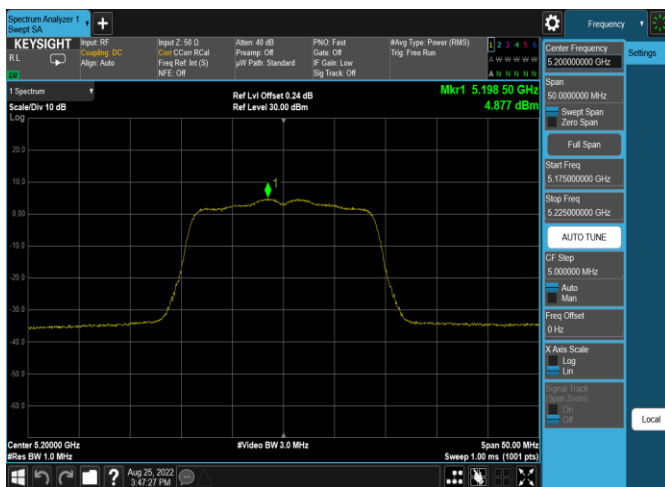 Spectrum Analyzer 1
Swept SA
Frequency
KEYSIGHT
R L
Input: RF
Coupling: DC
Align: Auto
Input Z: 50 Ω
Corr CCorr RCal
Freq Ref: Int (S)
NFE: Off
Atten: 40 dB
Preamp: Off
µW Path: Standard
PNO: Fast
Gate: Off
IF Gain: Low
Sig Track: Off
#Avg Type: Power (RMS)
Trig: Free Run
1 2 3 4 5 6
A W W W W W
A N N N N N
1 Spectrum
Scale/Div 10 dB
Log
Ref Lvl Offset 0.24 dB
Ref Level 30.00 dBm
Mkr1 5.198 50 GHz
4.877 dBm
20.0
10.0
0.00
-10.0
-20.0
-30.0
-40.0
-50.0
-60.0
1
Center 5.20000 GHz
#Res BW 1.0 MHz
#Video BW 3.0 MHz
Span 50.00 MHz
Sweep 1.00 ms (1001 pts)
Center Frequency
5.200000000 GHz
Span
50.0000000 MHz
Swept Span
Zero Span
Full Span
Start Freq
5.175000000 GHz
Stop Freq
5.225000000 GHz
AUTO TUNE
CF Step
5.000000 MHz
Auto
Man
Freq Offset
0 Hz
X Axis Scale
Log
Lin
Signal Track
(Span Zoom)
On
Off
Settings
Local
Aug 25, 2022
3:47:27 PM